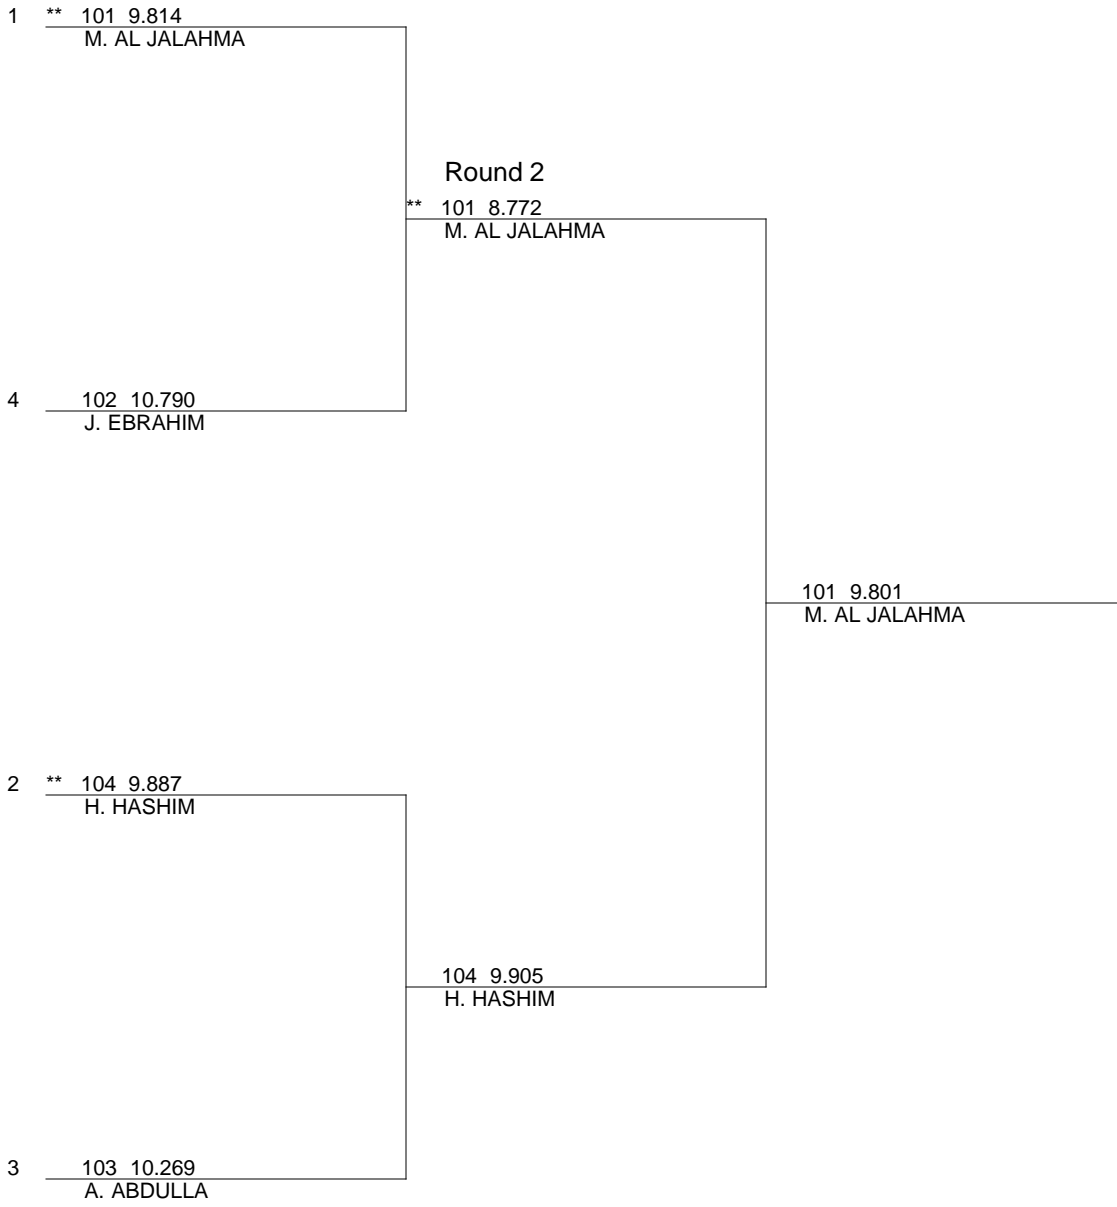 1 ** 101 9.814
M. AL JALAHMA
Round 2
** 101 8.772
M. AL JALAHMA
4 102 10.790
J. EBRAHIM
101 9.801
M. AL JALAHMA
2 ** 104 9.887
H. HASHIM
104 9.905
H. HASHIM
3 103 10.269
A. ABDULLA